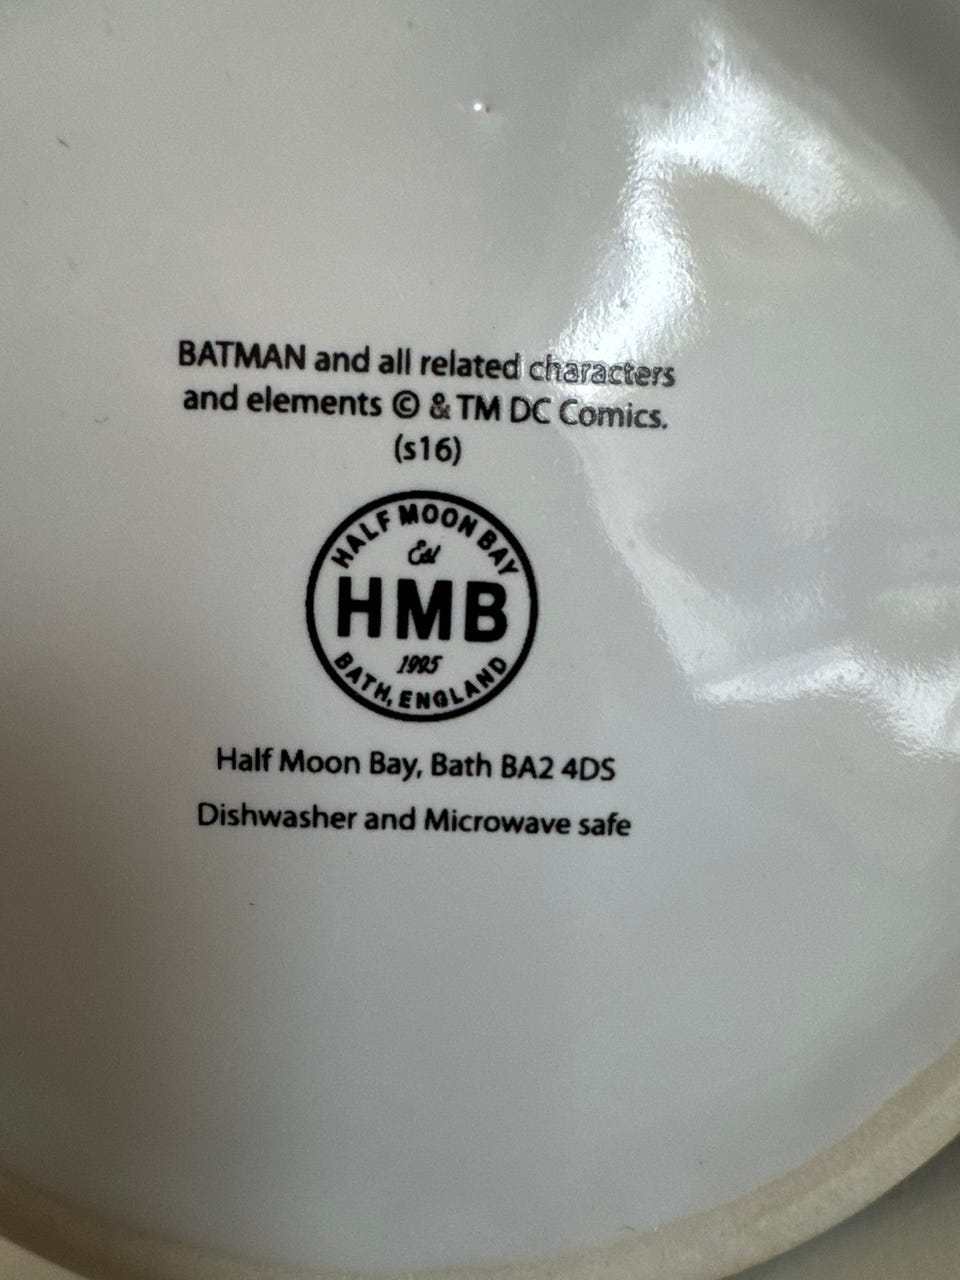 BATMAN and all related characters
and elements © & TM DC Comics.
(s16)
HALF MOON BAY
Est
HMB
1995
BATH, ENGLAND
Half Moon Bay, Bath BA2 4DS
Dishwasher and Microwave safe